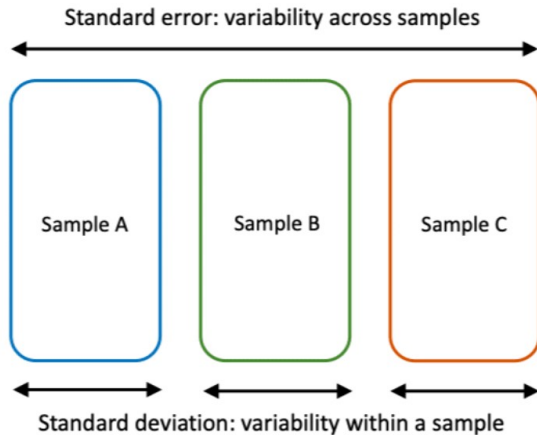 Standard error: variability across samples
Sample A
Sample B
Sample C
Standard deviation: variability within a sample